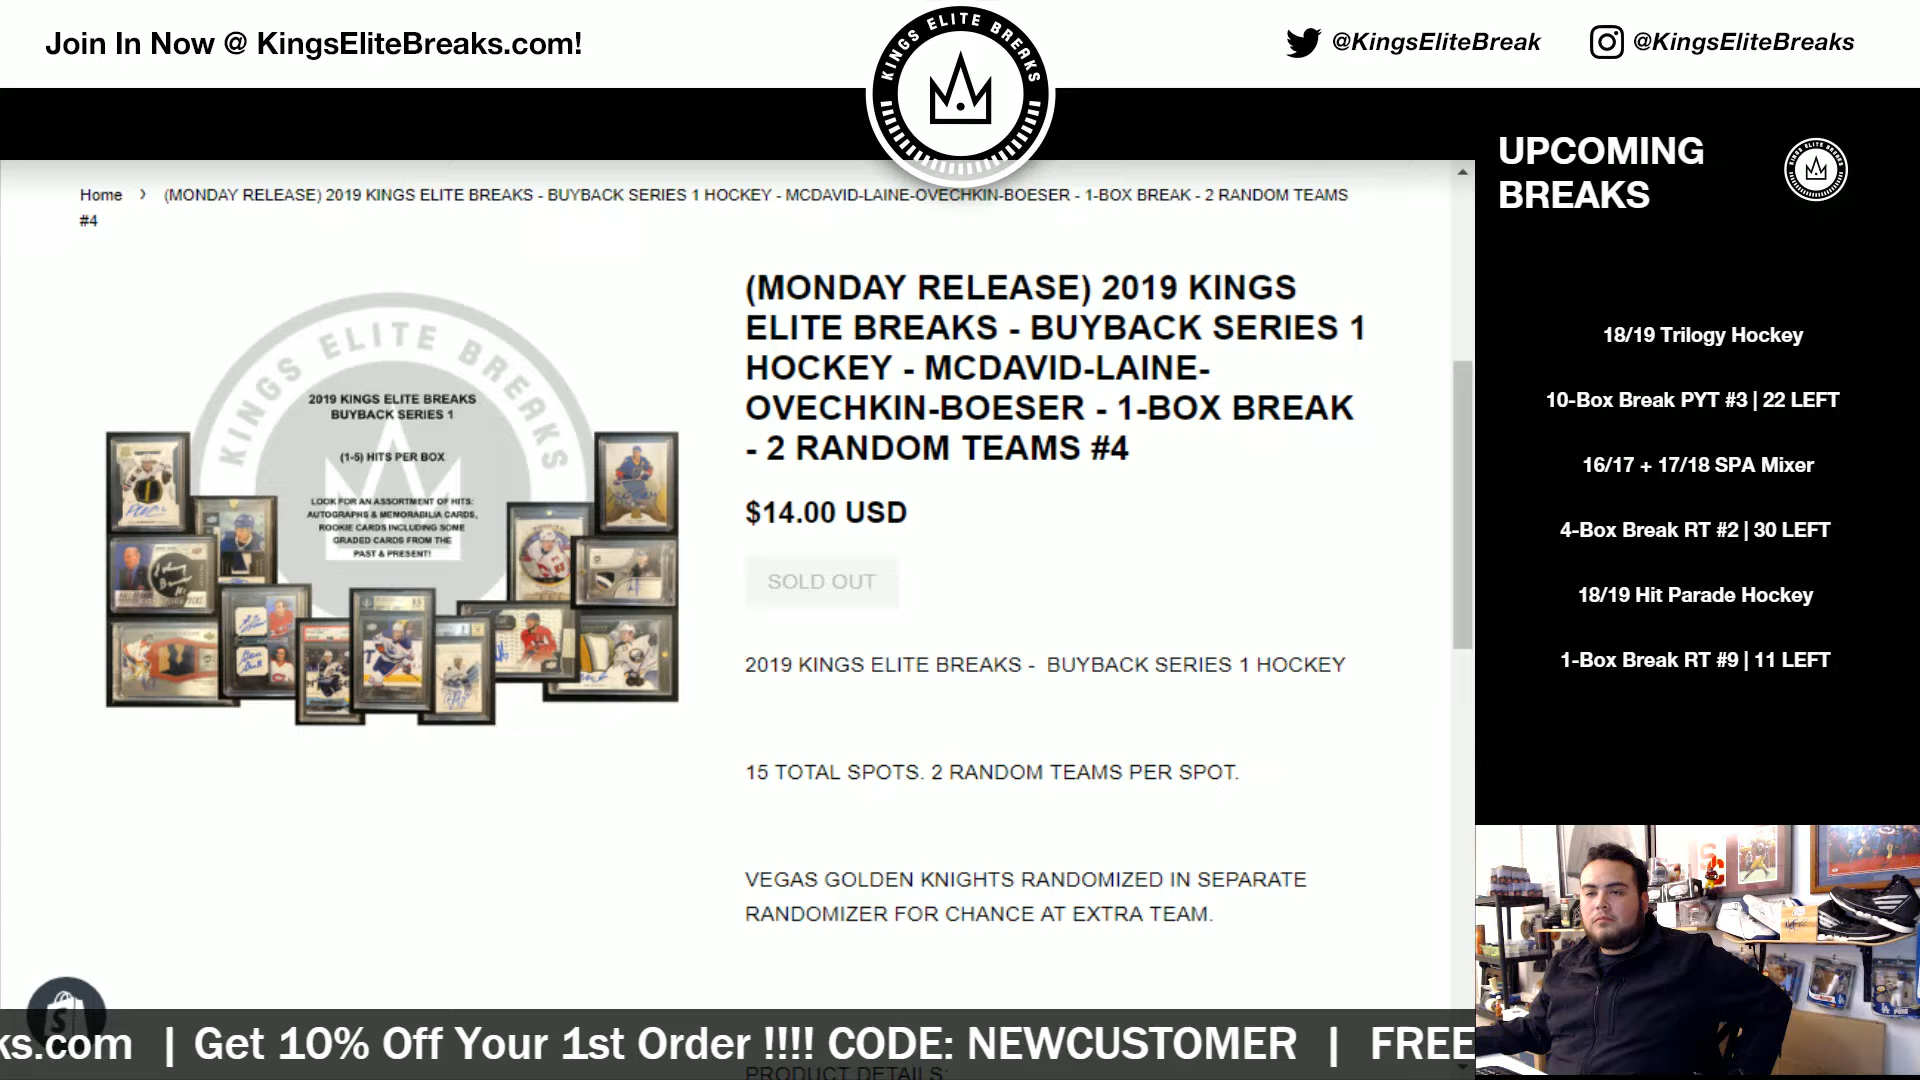 Join In Now @ KingsEliteBreaks.com!
KINGS ELITE BREAKS
@KingsEliteBreak
@KingsEliteBreaks
UPCOMING
BREAKS
KINGS ELITE BREAKS
Home › (MONDAY RELEASE) 2019 KINGS ELITE BREAKS - BUYBACK SERIES 1 HOCKEY - MCDAVID-LAINE-OVECHKIN-BOESER - 1-BOX BREAK - 2 RANDOM TEAMS
#4
KINGS ELITE BREAKS
2019 KINGS ELITE BREAKS
BUYBACK SERIES 1
(1-5) HITS PER BOX
LOOK FOR AN ASSORTMENT OF HITS:
AUTOGRAPHS & MEMORABILIA CARDS,
ROOKIE CARDS INCLUDING SOME
GRADED CARDS FROM THE
PAST & PRESENT!
(MONDAY RELEASE) 2019 KINGS
ELITE BREAKS - BUYBACK SERIES 1
HOCKEY - MCDAVID-LAINE-
OVECHKIN-BOESER - 1-BOX BREAK
- 2 RANDOM TEAMS #4
$14.00 USD
SOLD OUT
2019 KINGS ELITE BREAKS - BUYBACK SERIES 1 HOCKEY
15 TOTAL SPOTS. 2 RANDOM TEAMS PER SPOT.
VEGAS GOLDEN KNIGHTS RANDOMIZED IN SEPARATE
RANDOMIZER FOR CHANCE AT EXTRA TEAM.
PRODUCT DETAILS:
18/19 Trilogy Hockey
10-Box Break PYT #3 | 22 LEFT
16/17 + 17/18 SPA Mixer
4-Box Break RT #2 | 30 LEFT
18/19 Hit Parade Hockey
1-Box Break RT #9 | 11 LEFT
ks.com | Get 10% Off Your 1st Order !!!! CODE: NEWCUSTOMER | FREE